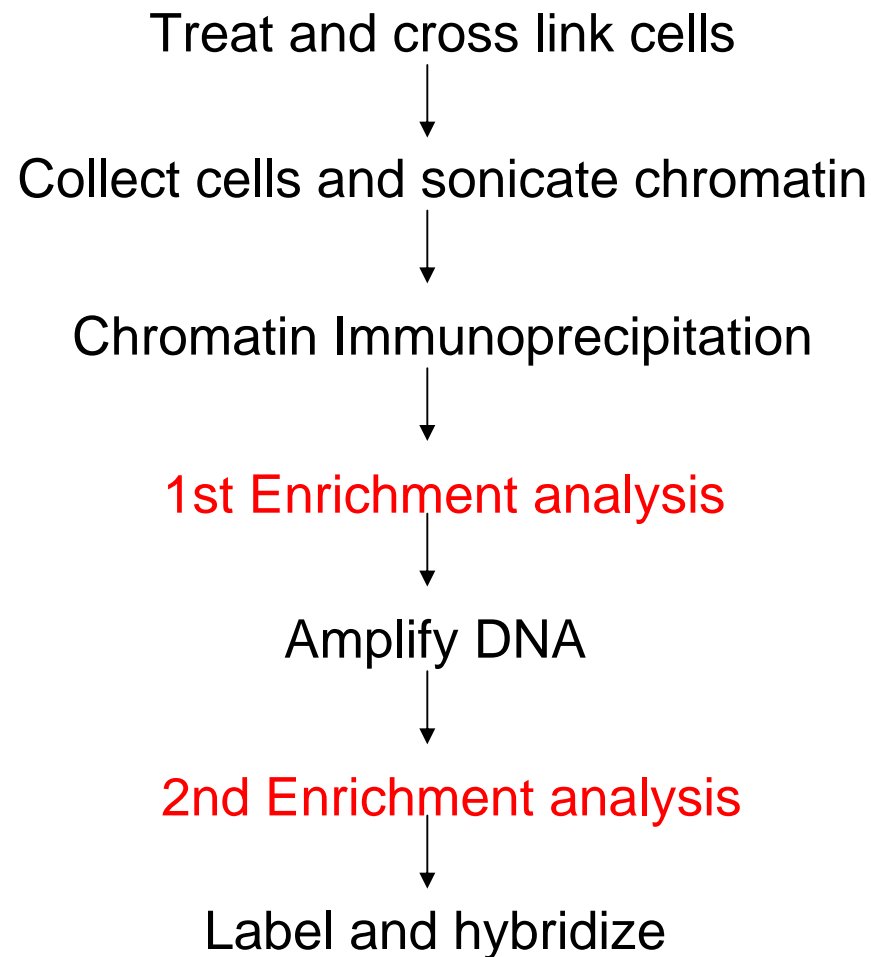 Treat and cross link cells
Collect cells and sonicate chromatin
Chromatin Immunoprecipitation
1st Enrichment analysis
Amplify DNA
2nd Enrichment analysis
Label and hybridize